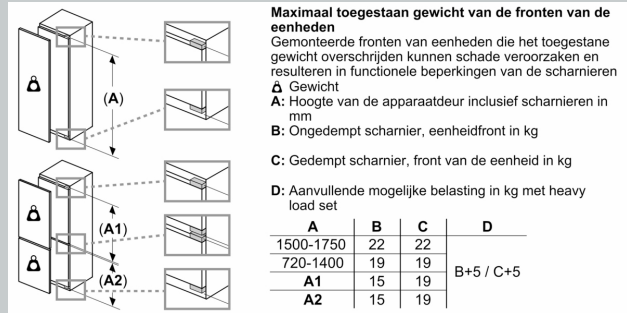 Maximaal toegestaan gewicht van de fronten van de
eenheden
Gemonteerde fronten van eenheden die het toegestane
gewicht overschrijden kunnen schade veroorzaken en
resulteren in functionele beperkingen van de scharnieren
Gewicht
A: Hoogte van de apparaatdeur inclusief scharnieren in
mm
B: Ongedempt scharnier, eenheidfront in kg
C: Gedempt scharnier, front van de eenheid in kg
D: Aanvullende mogelijke belasting in kg met heavy
load set
A B C D
1500-1750 22 22
720-1400 19 19
B+5 / C+5
A1 15 19
A2 15 19
(A)
(A1)
(A2)